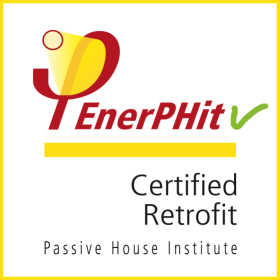 EnerPHit
Certified
Retrofit
Passive House Institute